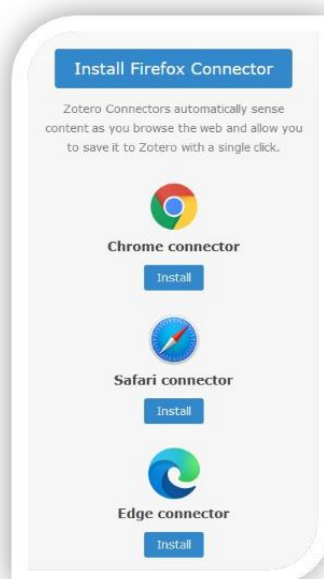 Install Firefox Connector
Zotero Connectors automatically sense
content as you browse the web and allow you
to save it to Zotero with a single click.
Chrome connector
Install
Safari connector
Install
Edge connector
Install